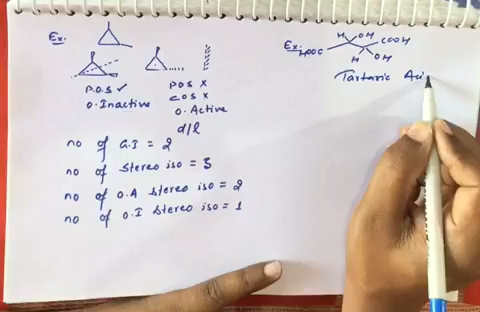 Ex.
P.O.S ✓
O.Inactive
POS X
COS X
O.Active
d/l
no of G.I = 2
no of Stereo iso = 3
no of O.A Stereo iso = 2
no of O.I Stereo iso = 1
Ex:
H OH
HOOC COOH
H OH
Tartaric Aci